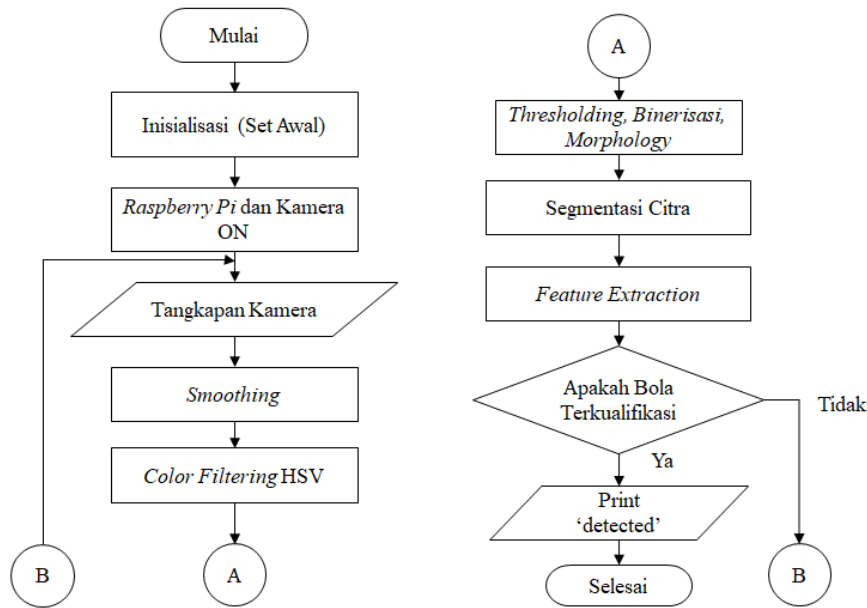 Mulai
Inisialisasi (Set Awal)
Raspberry Pi dan Kamera
ON
Tangkapan Kamera
Smoothing
Color Filtering HSV
B
A
A
Thresholding, Binerisasi,
Morphology
Segmentasi Citra
Feature Extraction
Apakah Bola
Terkualifikasi
Tidak
Ya
Print
'detected'
Selesai
B